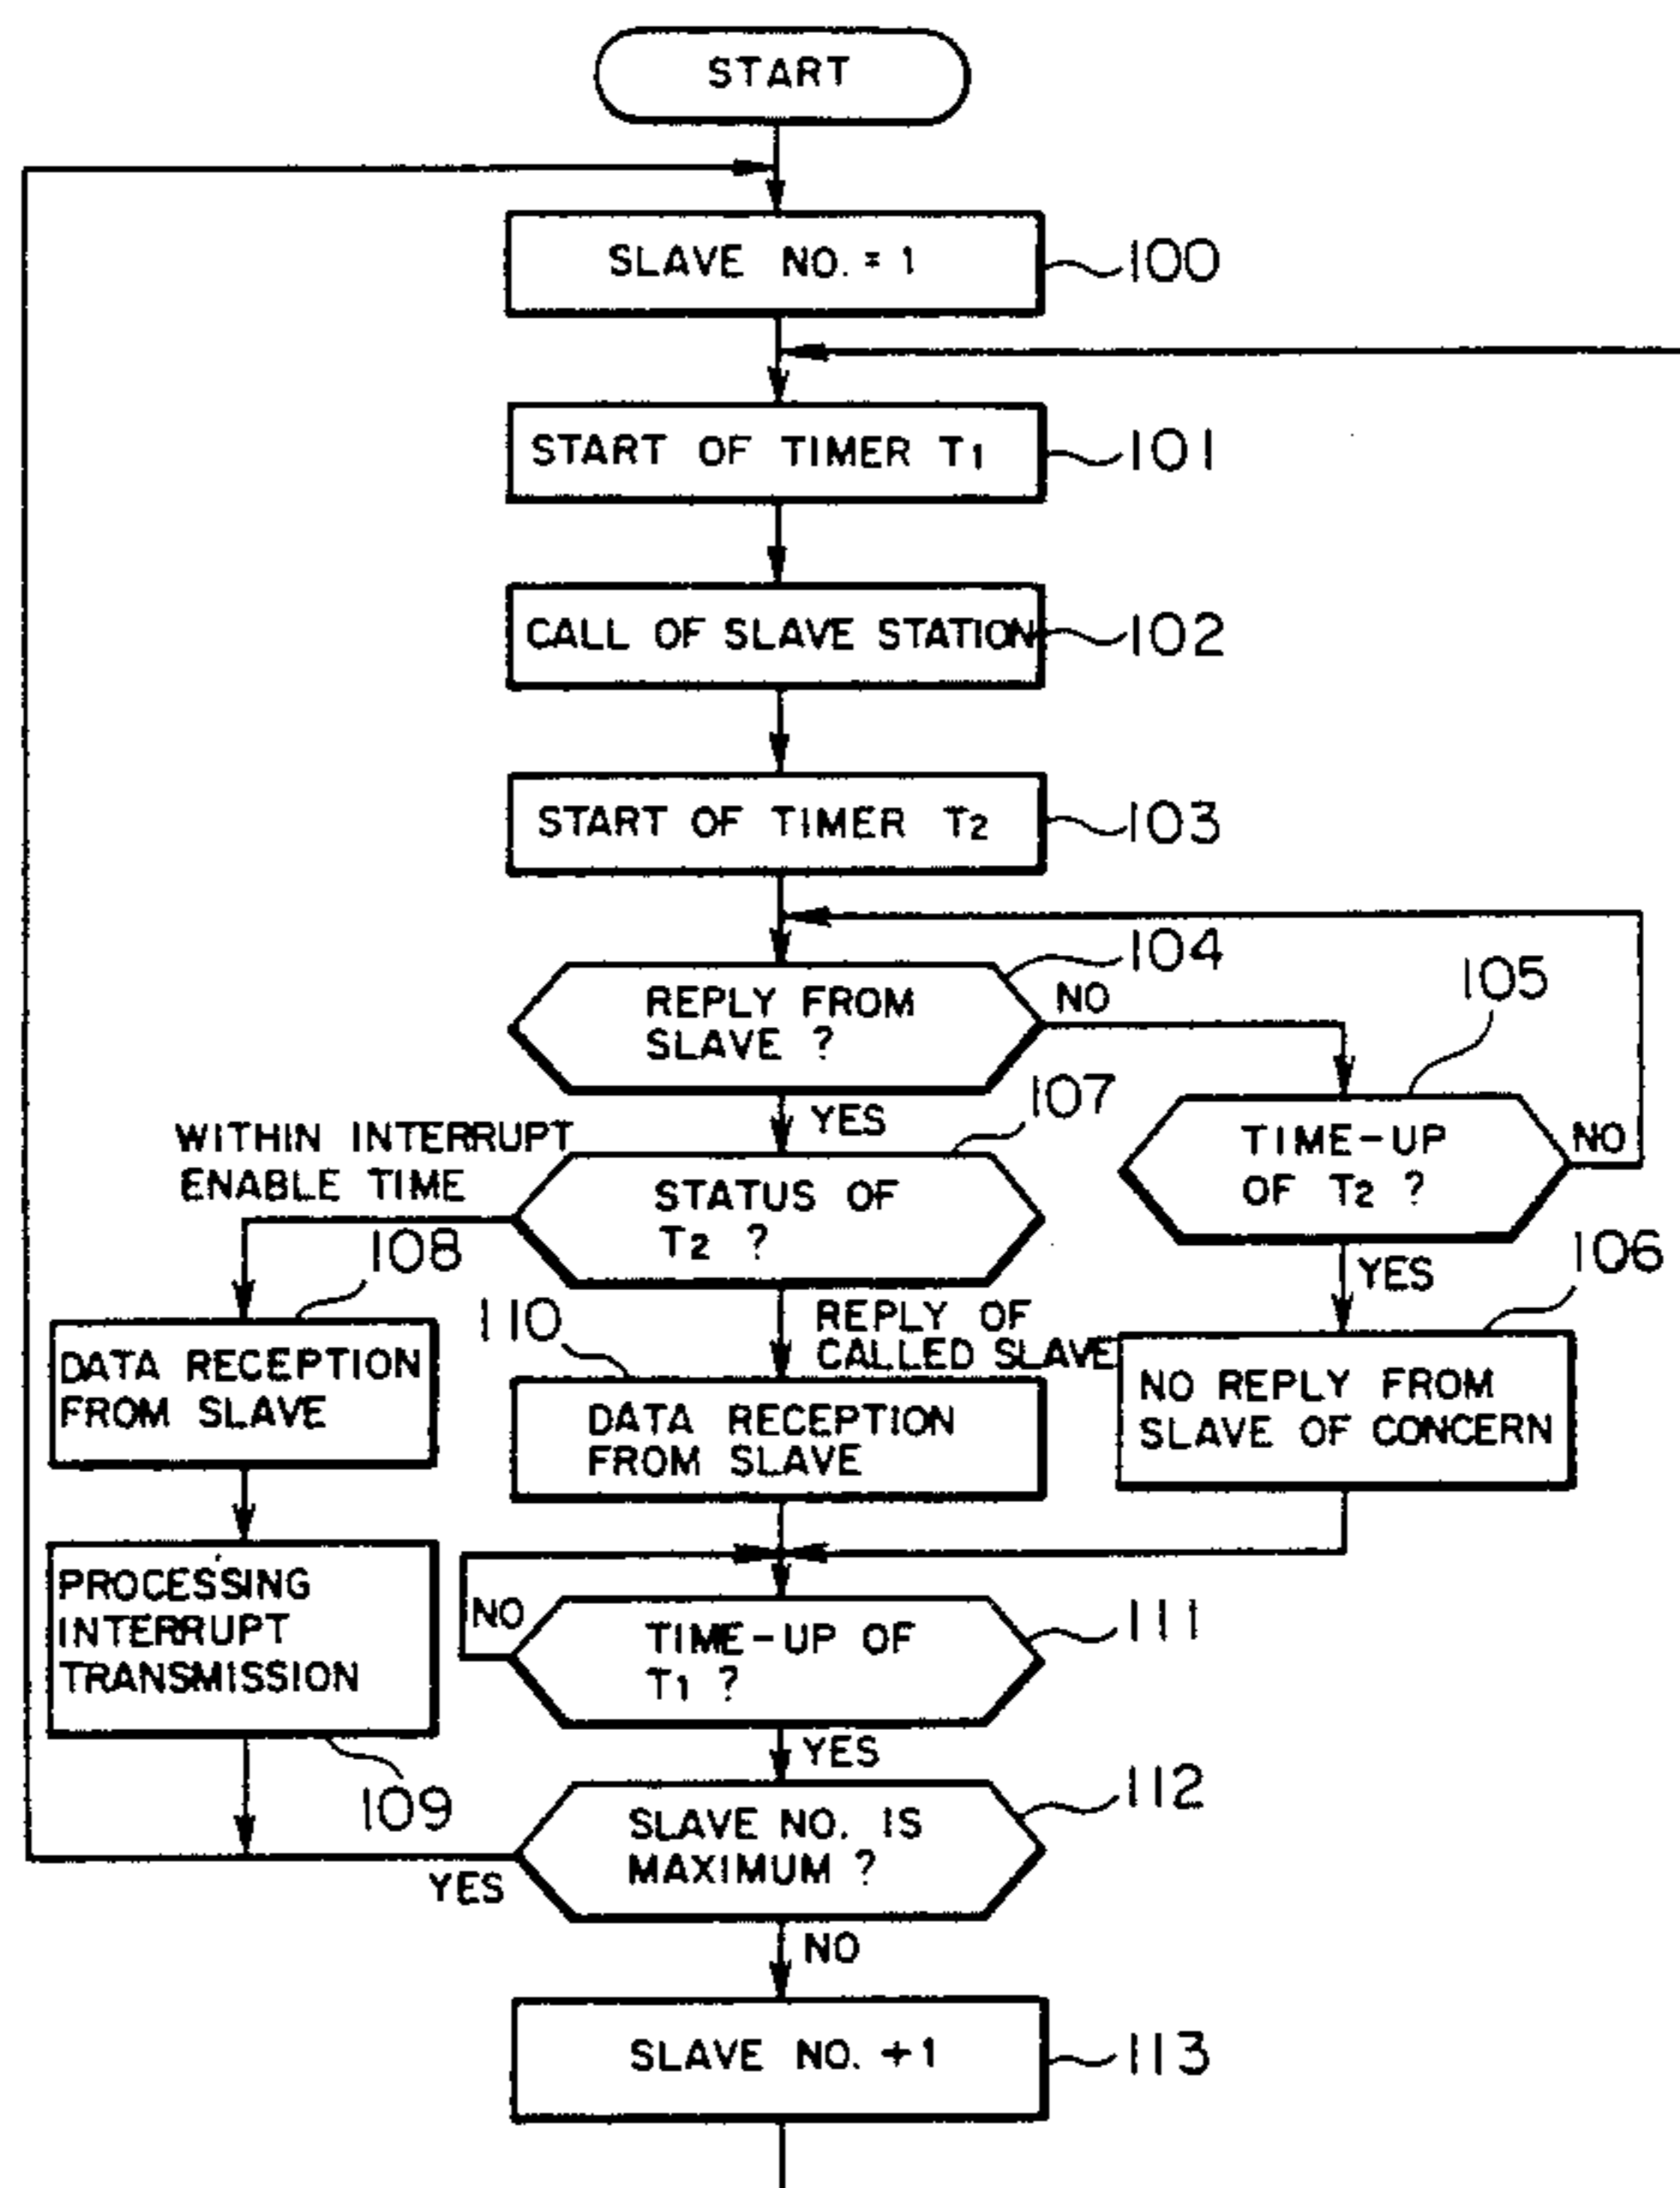 START
SLAVE NO. = 1
100
START OF TIMER T1
101
CALL OF SLAVE STATION
102
START OF TIMER T2
103
104
REPLY FROM
SLAVE ?
NO
105
YES
107
TIME-UP
OF T2 ?
NO
WITHIN INTERRUPT
ENABLE TIME
STATUS OF
T2 ?
108
YES
106
110
REPLY OF
CALLED SLAVE
DATA RECEPTION
FROM SLAVE
NO REPLY FROM
SLAVE OF CONCERN
DATA RECEPTION
FROM SLAVE
PROCESSING
INTERRUPT
TRANSMISSION
NO
TIME-UP OF
T1 ?
111
YES
109
SLAVE NO. IS
MAXIMUM ?
112
YES
NO
SLAVE NO. +1
113